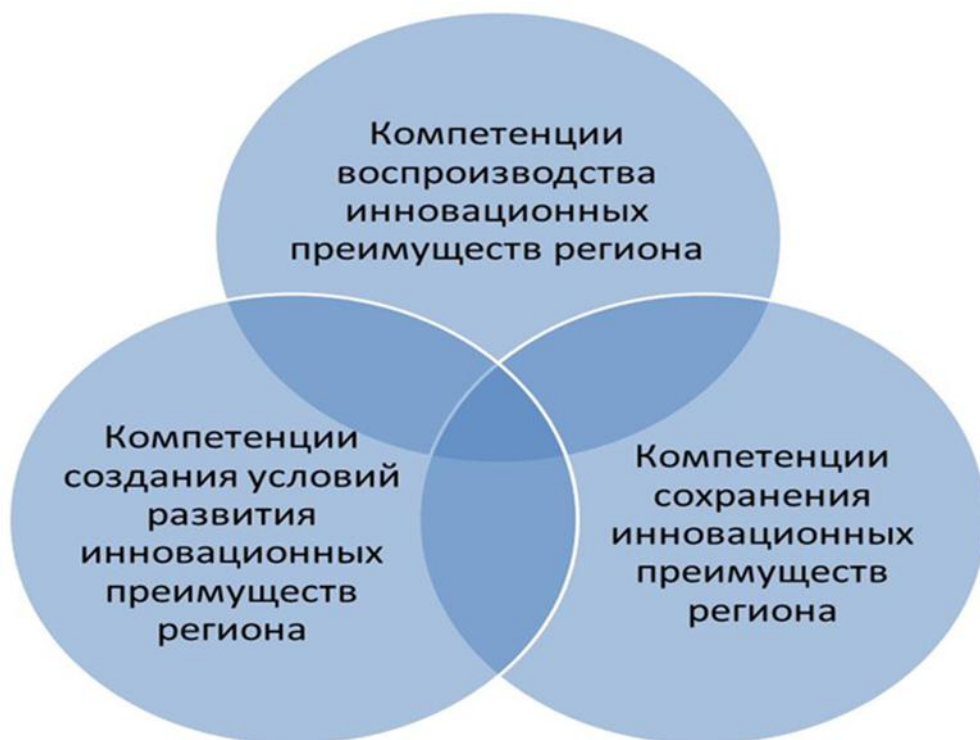 Компетенции
воспроизводства
инновационных
преимуществ региона
Компетенции
создания условий
развития
инновационных
преимуществ
региона
Компетенции
сохранения
инновационных
преимуществ
региона